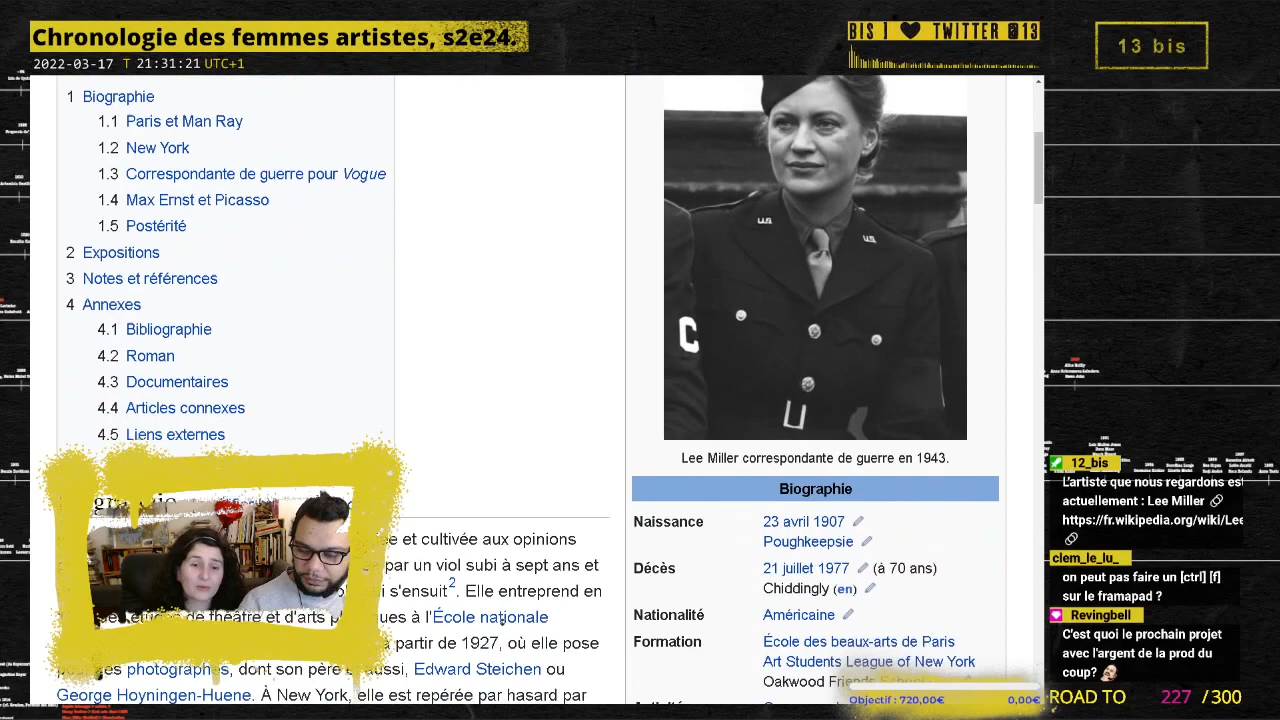 Chronologie des femmes artistes, s2e24.
2022-03-17 T 21:31:21 UTC+1
BIS ] ♥ TWITTER @13
13 bis
1 Biographie
1.1 Paris et Man Ray
1.2 New York
1.3 Correspondante de guerre pour Vogue
1.4 Max Ernst et Picasso
1.5 Postérité
2 Expositions
3 Notes et références
4 Annexes
4.1 Bibliographie
4.2 Roman
4.3 Documentaires
4.4 Articles connexes
4.5 Liens externes
e et cultivée aux opinions
par un viol subi à sept ans et
i s'ensuit2. Elle entreprend en
de théâtre et d'arts ques à l'École nationale
partir de 1927, où elle pose
photographes, dont son père aussi, Edward Steichen ou
George Hoyningen-Huene. À New York, elle est repérée par hasard par
U.S.
U.S.
C
Lee Miller correspondante de guerre en 1943.
Biographie
Naissance 23 avril 1907
Poughkeepsie
Décès 21 juillet 1977 (à 70 ans)
Chiddingly (en)
Nationalité Américaine
Formation École des beaux-arts de Paris
Art Students League of New York
Oakwood Friends School
Objectif : 720,00€ 0,00€
12_bis
L'artiste que nous regardons est
actuellement : Lee Miller
https://fr.wikipedia.org/wiki/Lee
clem_le_lu_
on peut pas faire un [ctrl] [f]
sur le framapad ?
Revingbell
C'est quoi le prochain projet
avec l'argent de la prod du
coup?
ROAD TO 227 /300